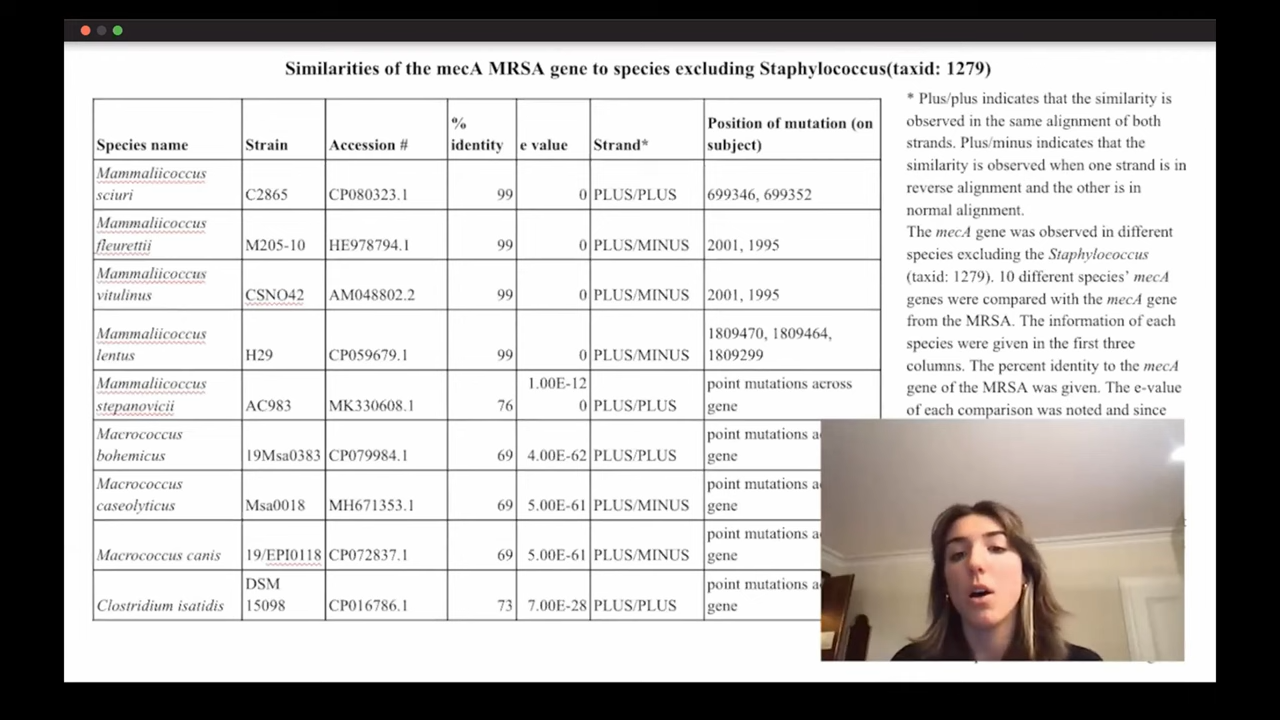 Similarities of the mecA MRSA gene to species excluding Staphylococcus(taxid: 1279)
Species name Strain Accession # % identity e value Strand* Position of mutation (on subject)
Mammaliicoccus sciuri C2865 CP080323.1 99 0 PLUS/PLUS 699346, 699352
Mammaliicoccus fleurettii M205-10 HE978794.1 99 0 PLUS/MINUS 2001, 1995
Mammaliicoccus vitulinus CSNO42 AM048802.2 99 0 PLUS/MINUS 2001, 1995
Mammaliicoccus lentus H29 CP059679.1 99 0 PLUS/MINUS 1809470, 1809464, 1809299
Mammaliicoccus stepanovicii AC983 MK330608.1 76 1.00E-120 PLUS/PLUS point mutations across gene
Macrococcus bohemicus 19Msa0383 CP079984.1 69 4.00E-62 PLUS/PLUS point mutations gene
Macrococcus caseolyticus Msa0018 MH671353.1 69 5.00E-61 PLUS/MINUS point mutations gene
Macrococcus canis 19/EPI0118 CP072837.1 69 5.00E-61 PLUS/MINUS point mutations gene
Clostridium isatidis DSM 15098 CP016786.1 73 7.00E-28 PLUS/PLUS point mutations gene
* Plus/plus indicates that the similarity is
observed in the same alignment of both
strands. Plus/minus indicates that the
similarity is observed when one strand is in
reverse alignment and the other is in
normal alignment.
The mecA gene was observed in different
species excluding the Staphylococcus
(taxid: 1279). 10 different species' mecA
genes were compared with the mecA gene
from the MRSA. The information of each
species were given in the first three
columns. The percent identity to the mecA
gene of the MRSA was given. The e-value
of each comparison was noted and since